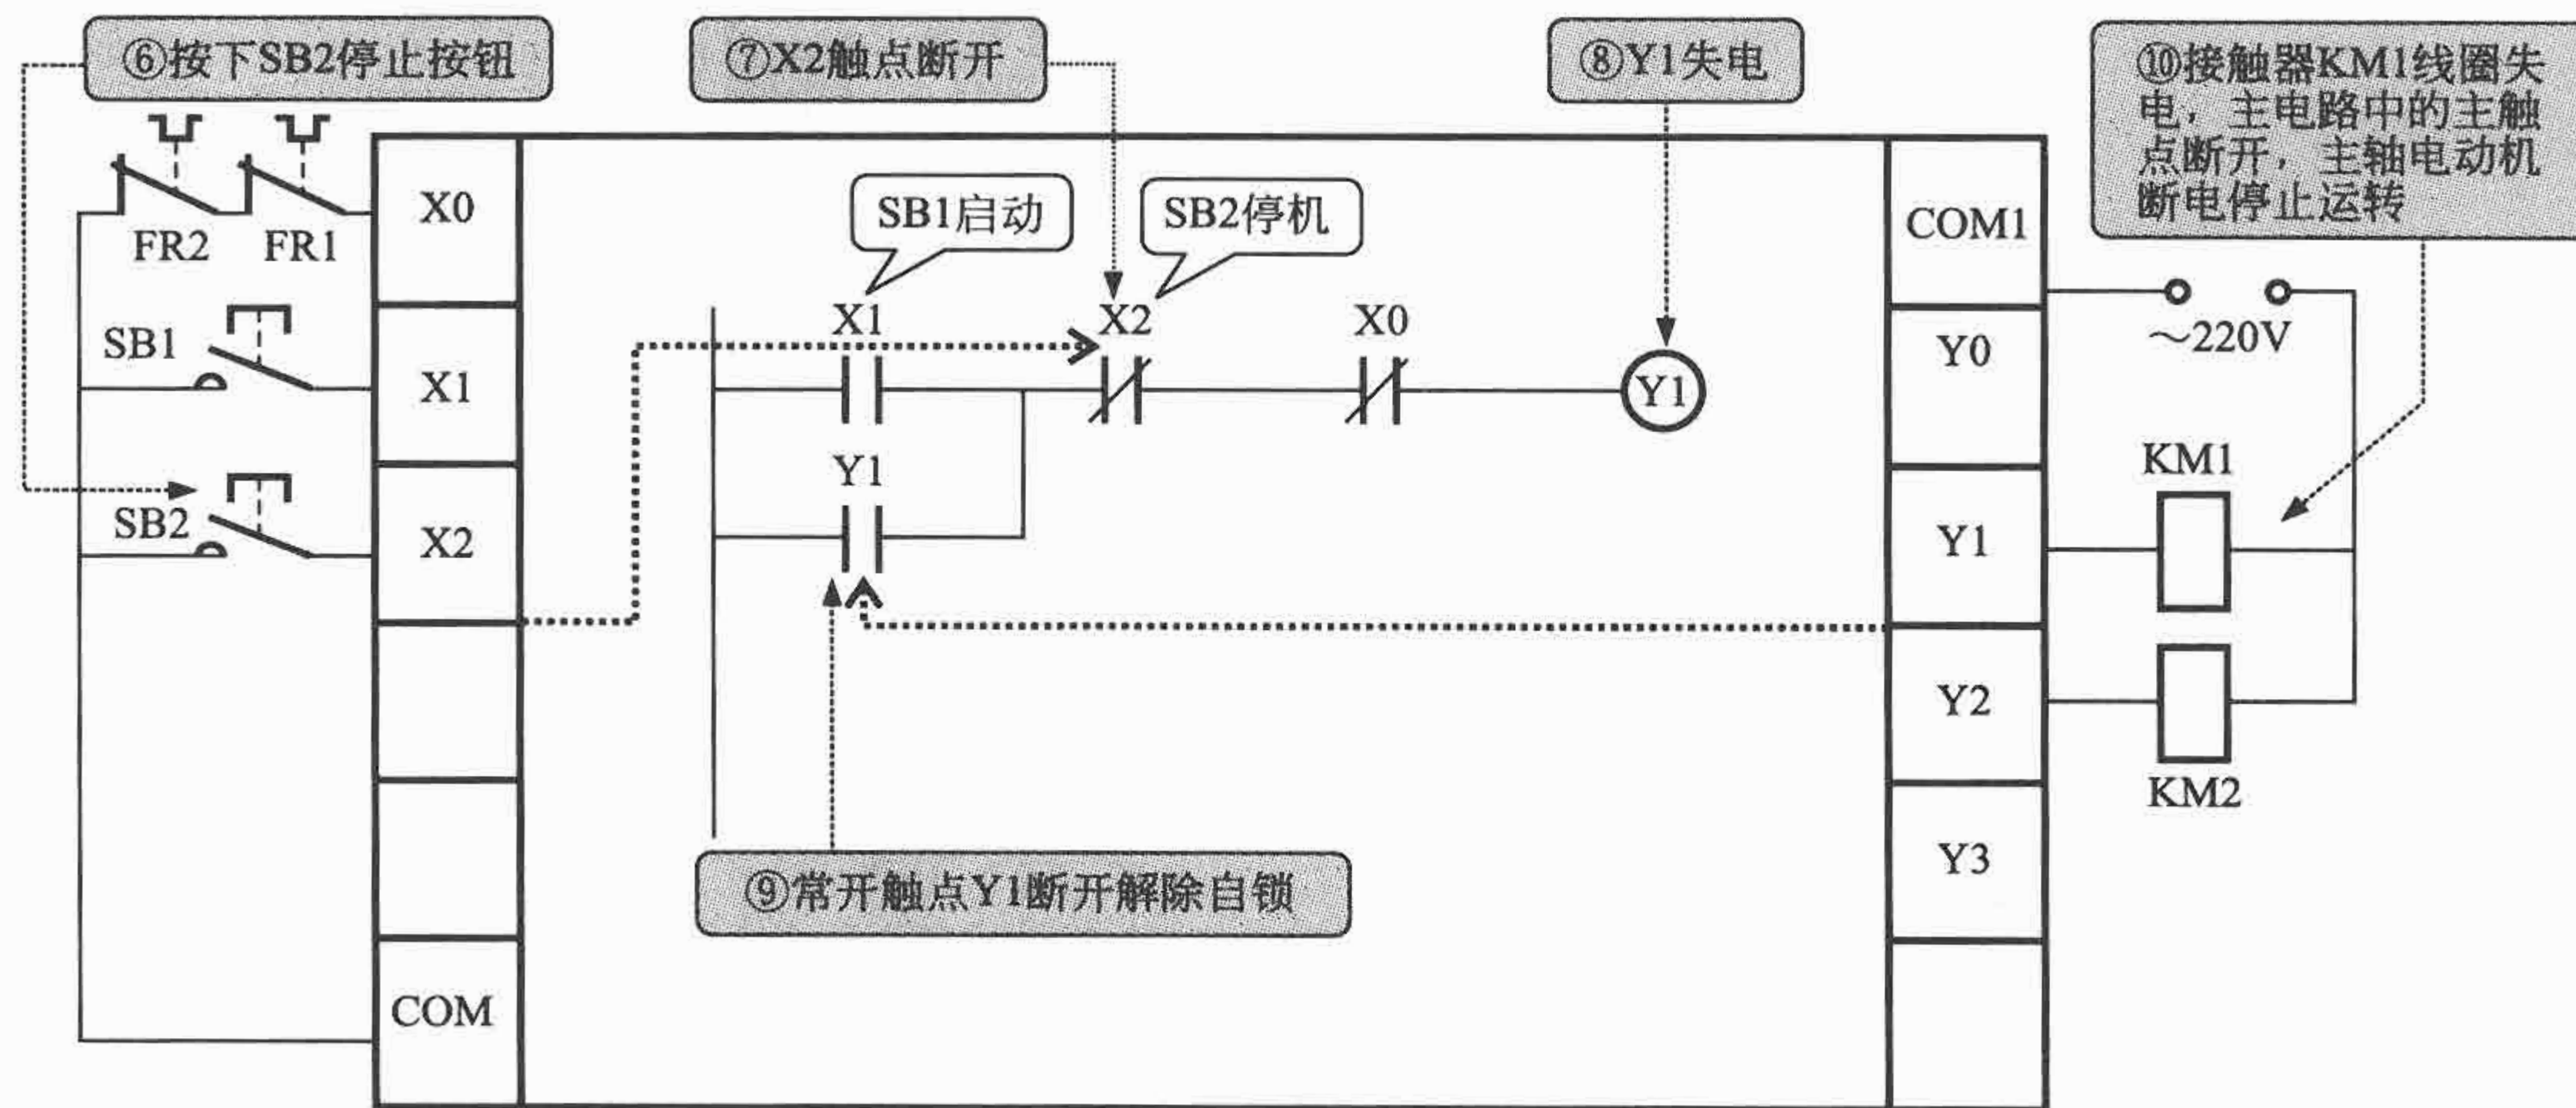 ⑥按下SB2停止按钮
⑦X2触点断开
⑧Y1失电
⑩接触器KM1线圈失
电，主电路中的主触
点断开，主轴电动机
断电停止运转
FR2
FR1
X0
SB1
X1
SB2
X2
COM
SB1启动
SB2停机
X1
X2
X0
Y1
Y1
⑨常开触点Y1断开解除自锁
COM1
Y0
Y1
Y2
Y3
～220V
KM1
KM2